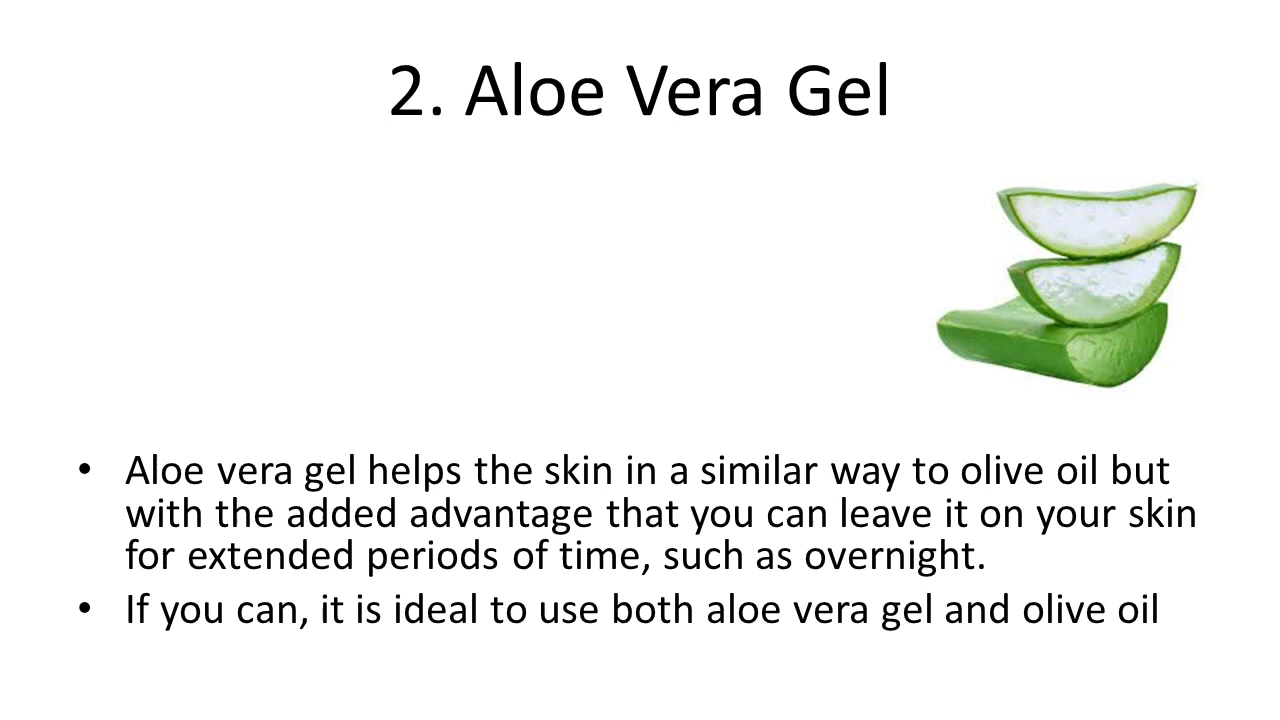 2. Aloe Vera Gel
• Aloe vera gel helps the skin in a similar way to olive oil but
with the added advantage that you can leave it on your skin
for extended periods of time, such as overnight.
• If you can, it is ideal to use both aloe vera gel and olive oil